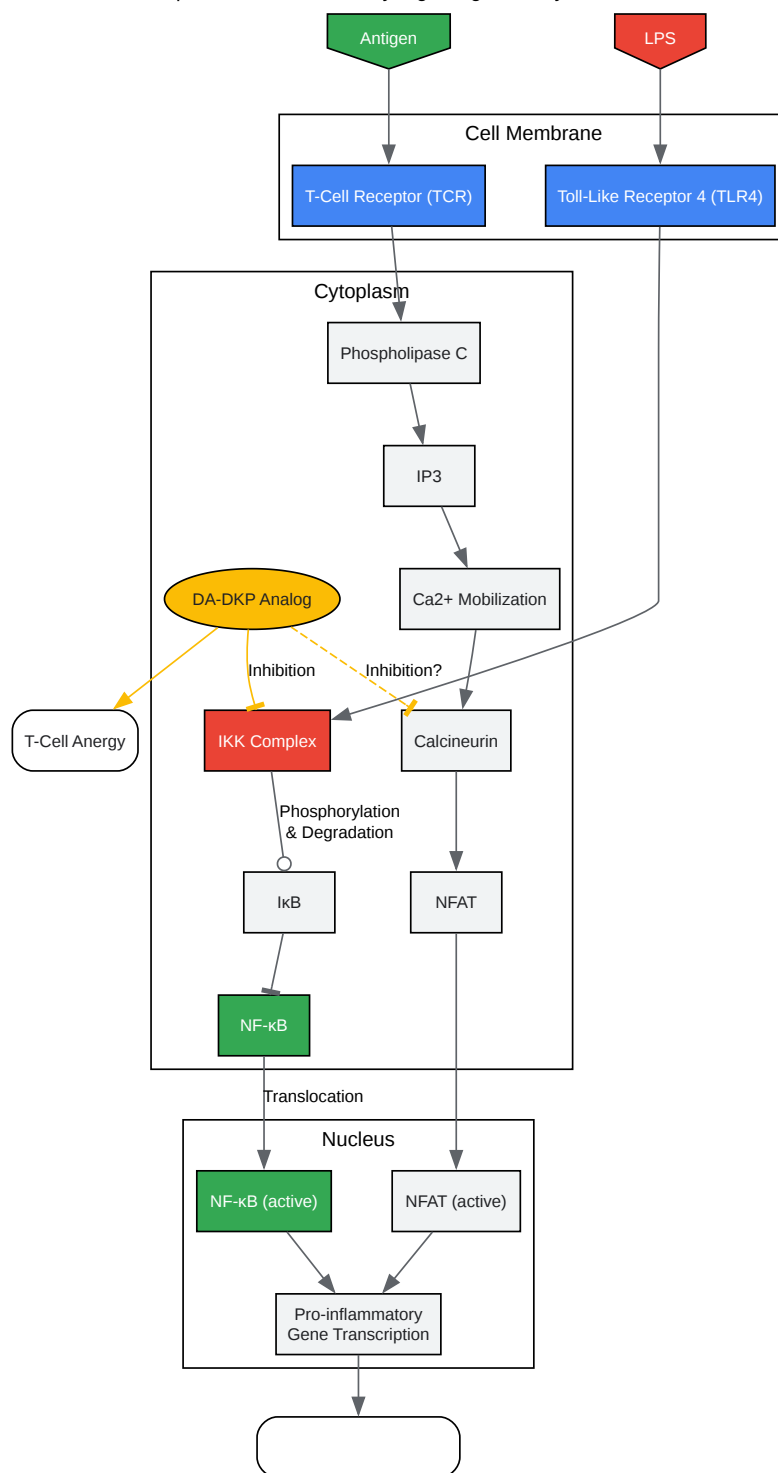 Antigen
LPS
Cell Membrane
T-Cell Receptor (TCR)
Toll-Like Receptor 4 (TLR4)
Cytoplasm
Phospholipase C
IP3
DA-DKP Analog
Ca2+ Mobilization
Inhibition
Inhibition?
T-Cell Anergy
IKK Complex
Calcineurin
Phosphorylation
& Degradation
IκB
NFAT
NF-κB
Translocation
Nucleus
NF-κB (active)
NFAT (active)
Pro-inflammatory
Gene Transcription